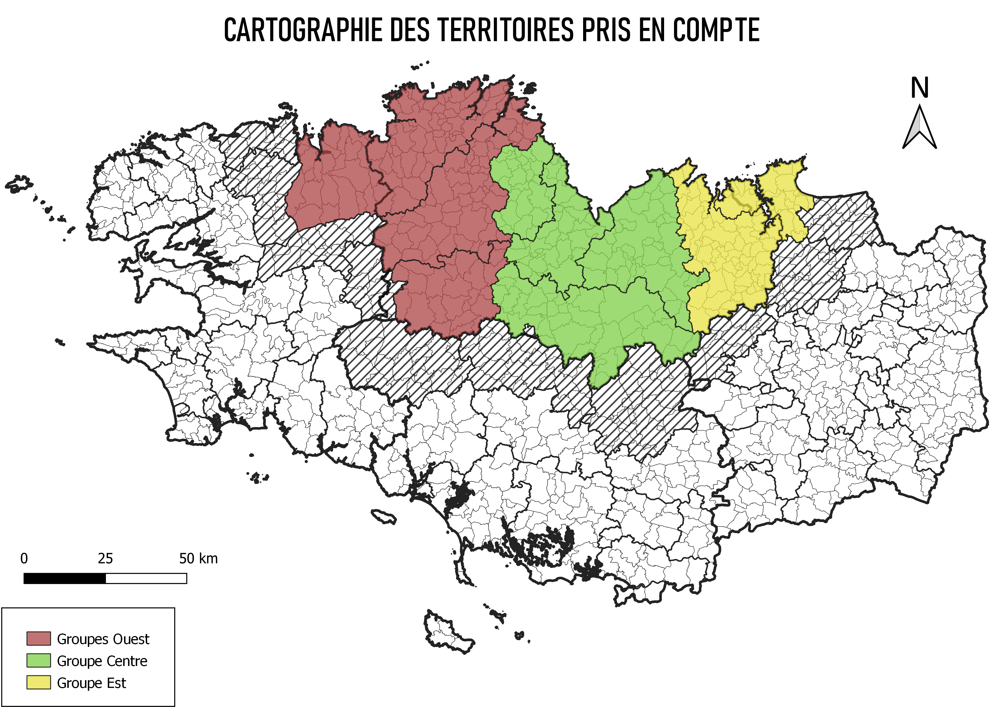 CARTOGRAPHIE DES TERRITOIRES PRIS EN COMPTE
N
0 25 50 km
Groupes Ouest
Groupe Centre
Groupe Est